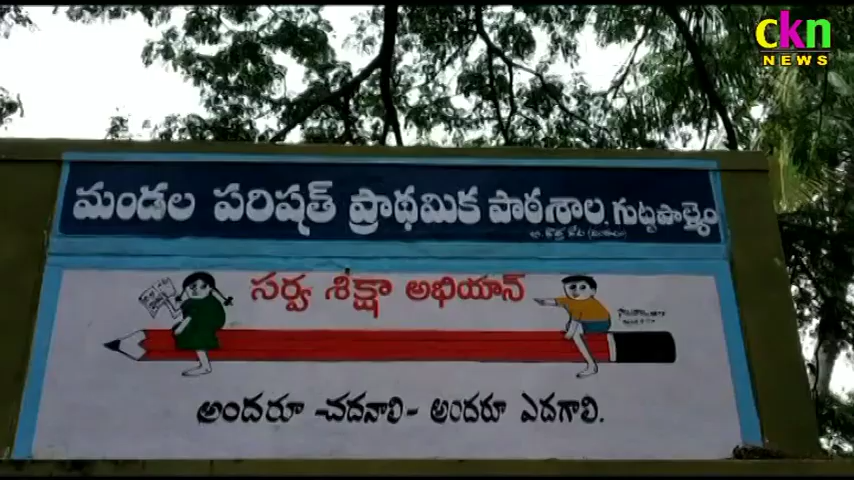 ckn
NEWS
మండల పరిషత్ ప్రాథమిక పాఠశాల, గుట్టపాల్మెం
సర్వ శిక్షా అభియాన్
అందరూ -చదవాలి- అందరూ ఎదగాలి.